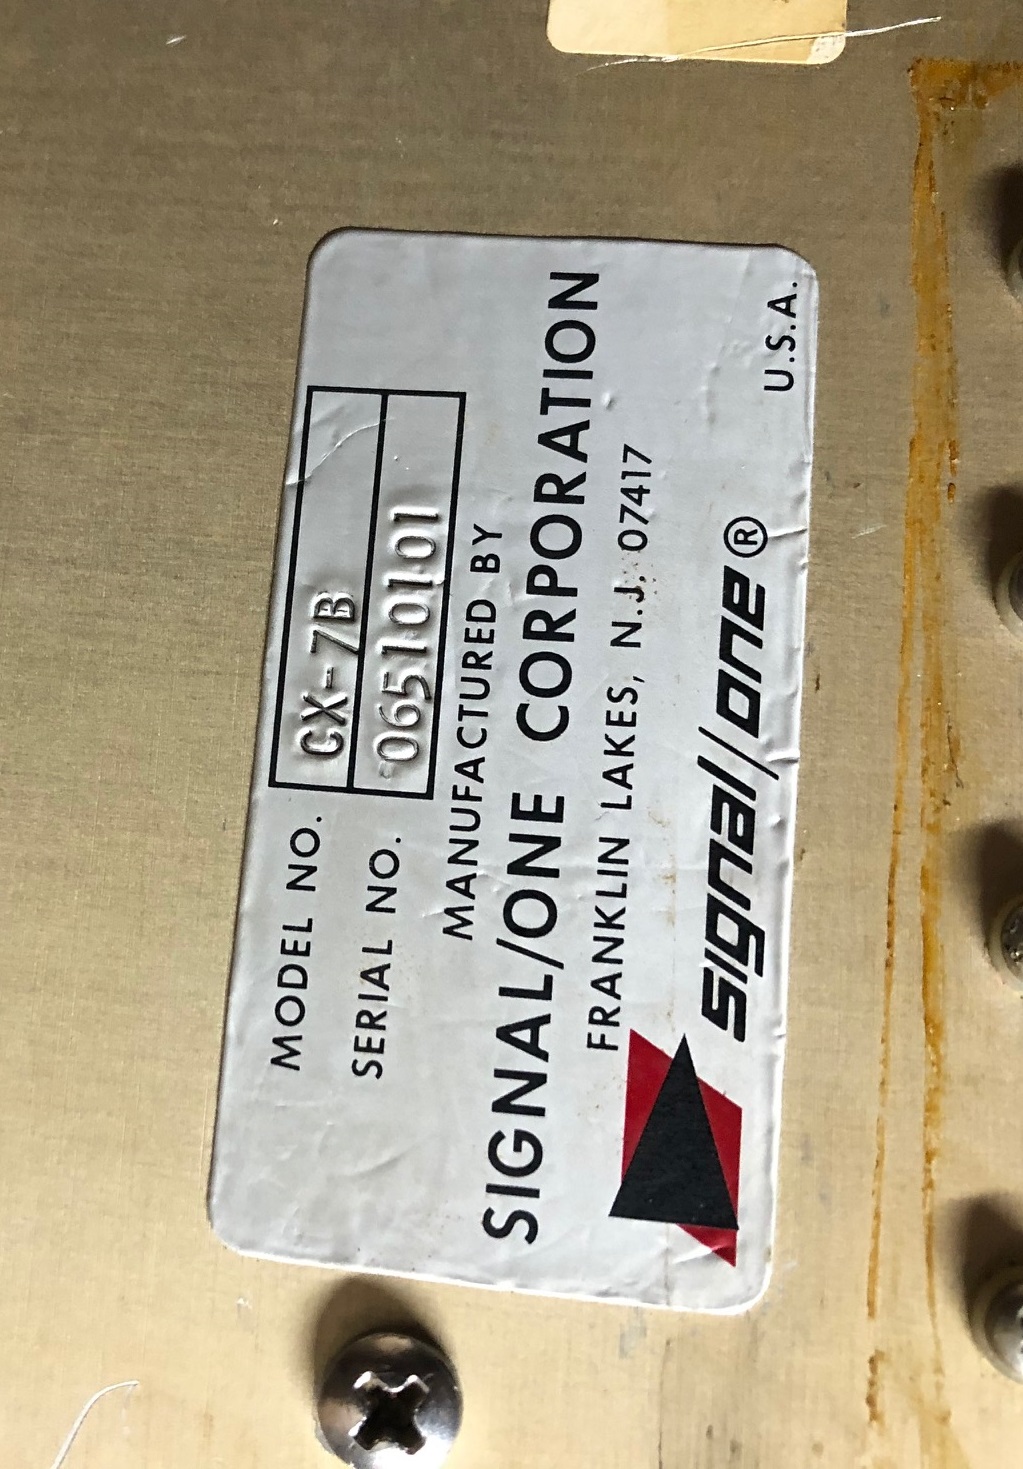 MODEL NO. CX-7B
SERIAL NO. 06510101
MANUFACTURED BY
SIGNAL/ONE CORPORATION
FRANKLIN LAKES, N.J. 07417
signal/one®
U.S.A.